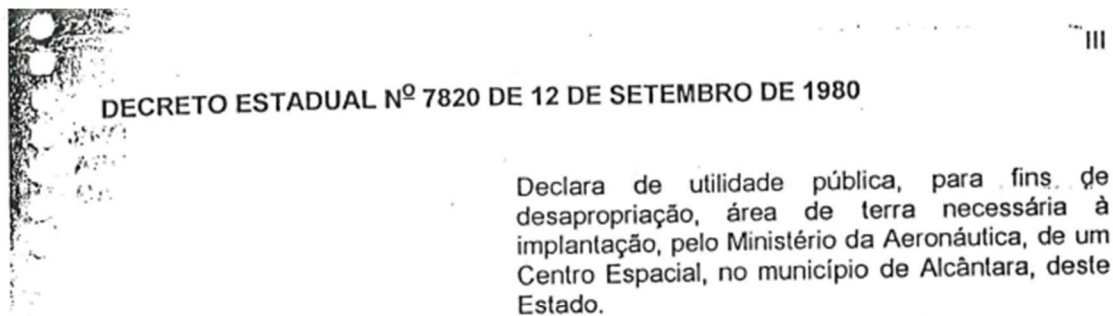 III
DECRETO ESTADUAL Nº 7820 DE 12 DE SETEMBRO DE 1980
Declara de utilidade pública, para fins de
desapropriação, área de terra necessária à
implantação, pelo Ministério da Aeronáutica, de um
Centro Espacial, no município de Alcântara, deste
Estado.